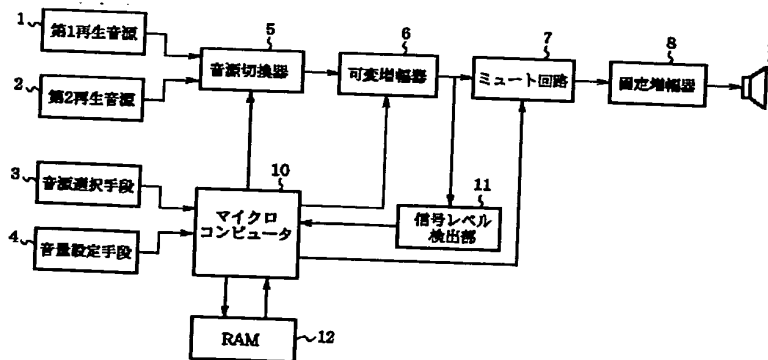 1
第1再生音源
2
第2再生音源
3
音源選択手段
4
音量設定手段
5
音源切換器
6
可変増幅器
7
ミュート回路
8
固定増幅器
10
マイクロ
コンピュータ
11
信号レベル
検出部
RAM
12